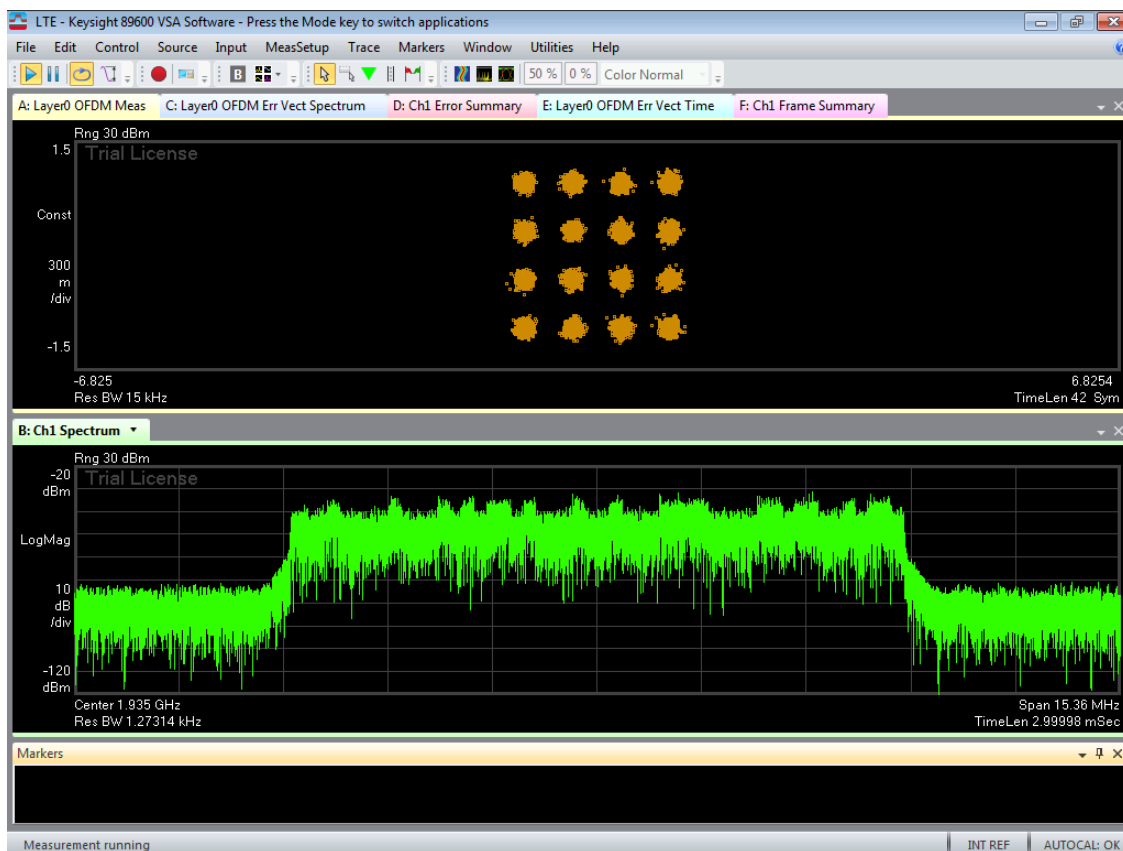 LTE - Keysight 89600 VSA Software - Press the Mode key to switch applications
File Edit Control Source Input MeasSetup Trace Markers Window Utilities Help
B 50 % 0 % Color Normal
A: Layer0 OFDM Meas C: Layer0 OFDM Err Vect Spectrum D: Ch1 Error Summary E: Layer0 OFDM Err Vect Time F: Ch1 Frame Summary
Rng 30 dBm
1.5 Trial License
Const
300
m
/div
-1.5
-6.825 6.8254
Res BW 15 kHz TimeLen 42 Sym
B: Ch1 Spectrum
Rng 30 dBm
-20 Trial License
dBm
LogMag
10
dB
/div
-120
dBm
Center 1.935 GHz Span 15.36 MHz
Res BW 1.27314 kHz TimeLen 2.99998 mSec
Markers
Measurement running INT REF AUTOCAL: OK